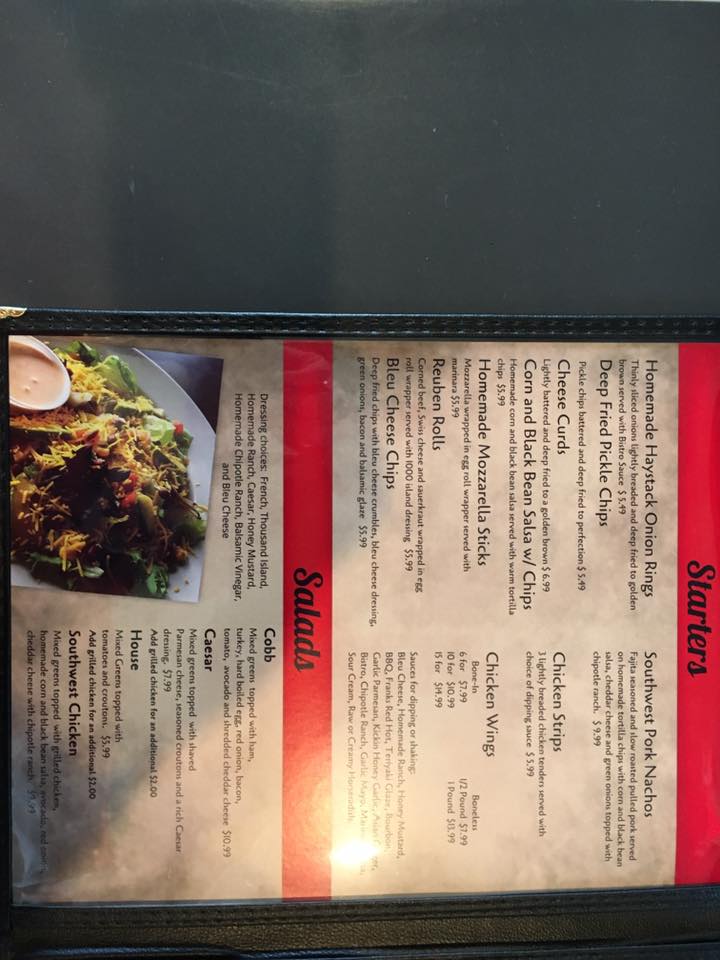 Starters
Homemade Haystack Onion Rings
Thinly sliced onions lightly breaded and deep fried to golden
brown served with Bistro Sauce $ 5.49
Deep Fried Pickle Chips
Pickle chips battered and deep fried to perfection $ 5.49
Cheese Curds
Lightly battered and deep fried to a golden brown $ 6.99
Corn and Black Bean Salsa w/ Chips
Homemade corn and black bean salsa served with warm tortilla
chips $5.99
Homemade Mozzarella Sticks
Mozzarella wrapped in egg roll wrapper served with
marinara $5.99
Reuben Rolls
Corned beef, Swiss cheese and sauerkraut wrapped in egg
roll wrapper served with 1000 island dressing $5.99
Bleu Cheese Chips
Deep fried chips with bleu cheese crumbles, bleu cheese dressing,
green onions, bacon and balsamic glaze $5.99
Southwest Pork Nachos
Fajita seasoned and slow roasted pulled pork served
on homemade tortilla chips with corn and black bean
salsa, cheddar cheese and green onions topped with
chipotle ranch. $ 9.99
Chicken Strips
3 lightly breaded chicken tenders served with
choice of dipping sauce $ 5.99
Chicken Wings
Bone-In Boneless
6 for $7.99 1/2 Pound $7.99
10 for $10.99 1 Pound $13.99
15 for $14.99
Sauces for dipping or shaking:
Bleu Cheese, Homemade Ranch, Honey Mustard,
BBQ, Franks Red Hot, Teriyaki Glaze, Bourbon
Garlic Parmesan, Kickin Honey Garlic, Asian
Bistro, Chipotle Ranch, Garlic Mayo,
Sour Cream, Raw or Creamy Horseradish
Salads
Dressing choices: French, Thousand Island,
Homemade Ranch, Caesar, Honey Mustard,
Homemade Chipotle Ranch, Balsamic Vinegar,
and Bleu Cheese
Cobb
Mixed greens topped with ham,
turkey, hard boiled egg, red onion, bacon,
tomato, avocado and shredded cheddar cheese $10.99
Caesar
Mixed greens topped with shaved
Parmesan cheese, seasoned croutons and a rich Caesar
dressing. $7.99
Add grilled chicken for an additional $2.00
House
Mixed Greens topped with
tomatoes and croutons. $5.99
Add grilled chicken for an additional $2.00
Southwest Chicken
Mixed greens topped with grilled chicken,
homemade corn and black bean salsa, avocado, red onion,
cheddar cheese with chipotle ranch